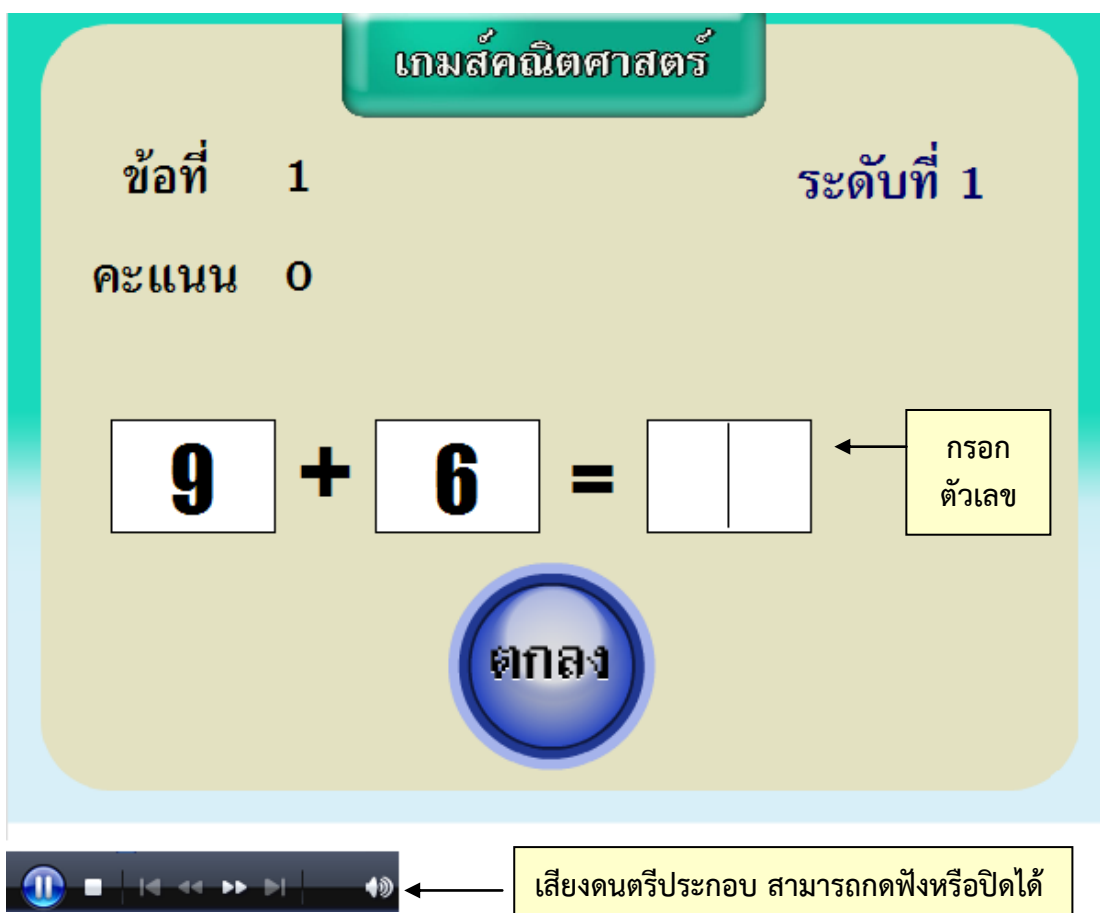 เกมส์คณิตศาสตร์
ข้อที่ 1
ระดับที่ 1
คะแนน 0
9 + 6 =
กรอก
ตัวเลข
ตกลง
เสียงดนตรีประกอบ สามารถกดฟังหรือปิดได้